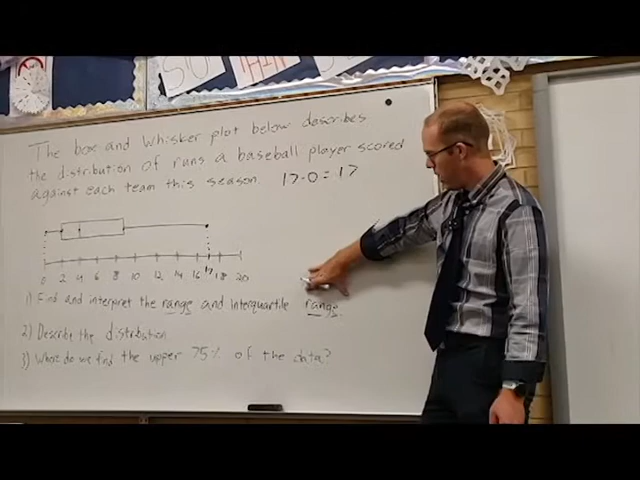 YOU
THIN
The box and whisker plot below describes
the distribution of runs a baseball player scored
against each team this season. 17-0=17
0 2 4 6 8 10 12 14 16 17 18 20
1) Find and interpret the range and interquartile range.
2) Describe the distribution.
3) Where do we find the upper 75% of the data?